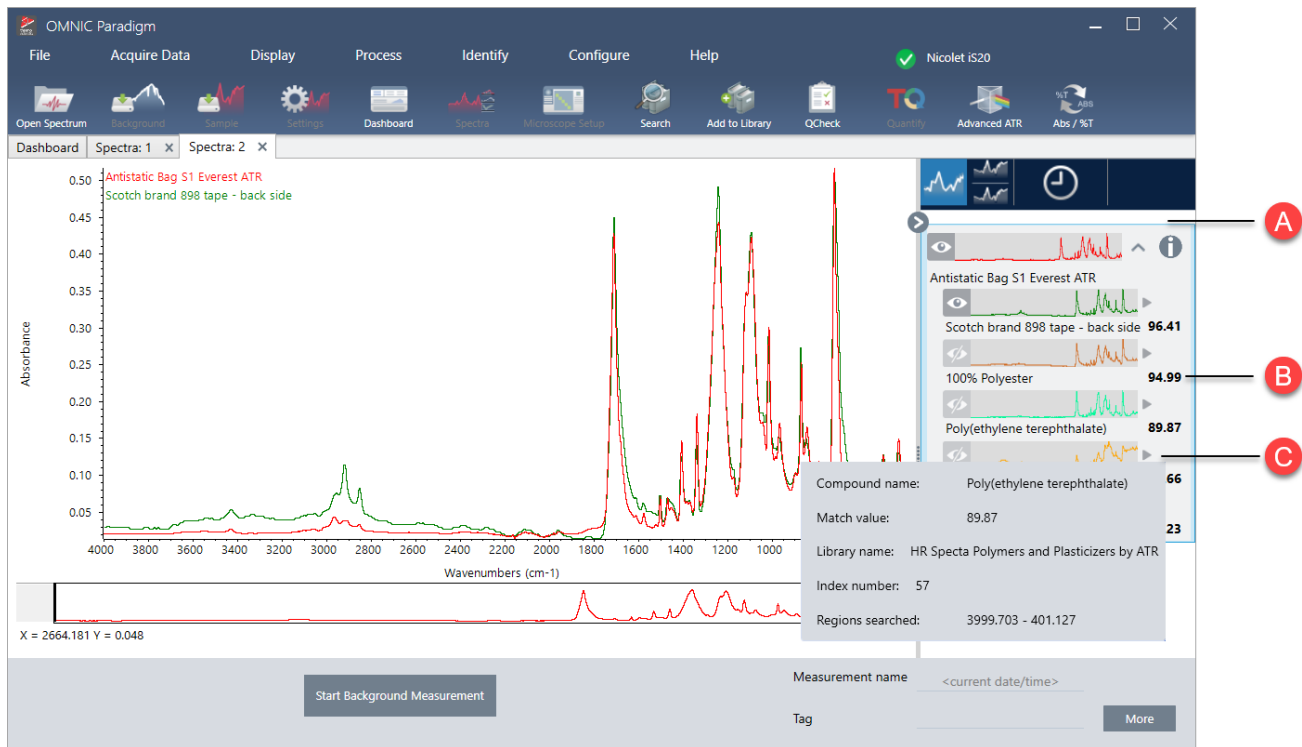 OMNIC Paradigm
File Acquire Data Display Process Identify Configure Help Nicolet iS20
%T ABS
TQ
Open Spectrum Background Sample Settings Dashboard Spectra Microscope Setup Search Add to Library QCheck Quantify Advanced ATR Abs / %T
Dashboard Spectra: 1 X Spectra: 2 X
Antistatic Bag S1 Everest ATR
Scotch brand 898 tape - back side
0.50
0.45
0.40
0.35
0.30
0.25
0.20
0.15
0.10
0.05
Absorbance
4000 3800 3600 3400 3200 3000 2800 2600 2400 2200 2000 1800 1600 1400 1200 1000
Wavenumbers (cm-1)
X = 2664.181 Y = 0.048
A
Antistatic Bag S1 Everest ATR
Scotch brand 898 tape - back side 96.41
100% Polyester 94.99
B
Poly(ethylene terephthalate) 89.87
C
66
23
Compound name: Poly(ethylene terephthalate)
Match value: 89.87
Library name: HR Specta Polymers and Plasticizers by ATR
Index number: 57
Regions searched: 3999.703 - 401.127
Start Background Measurement
Measurement name <current date/time>
Tag
More